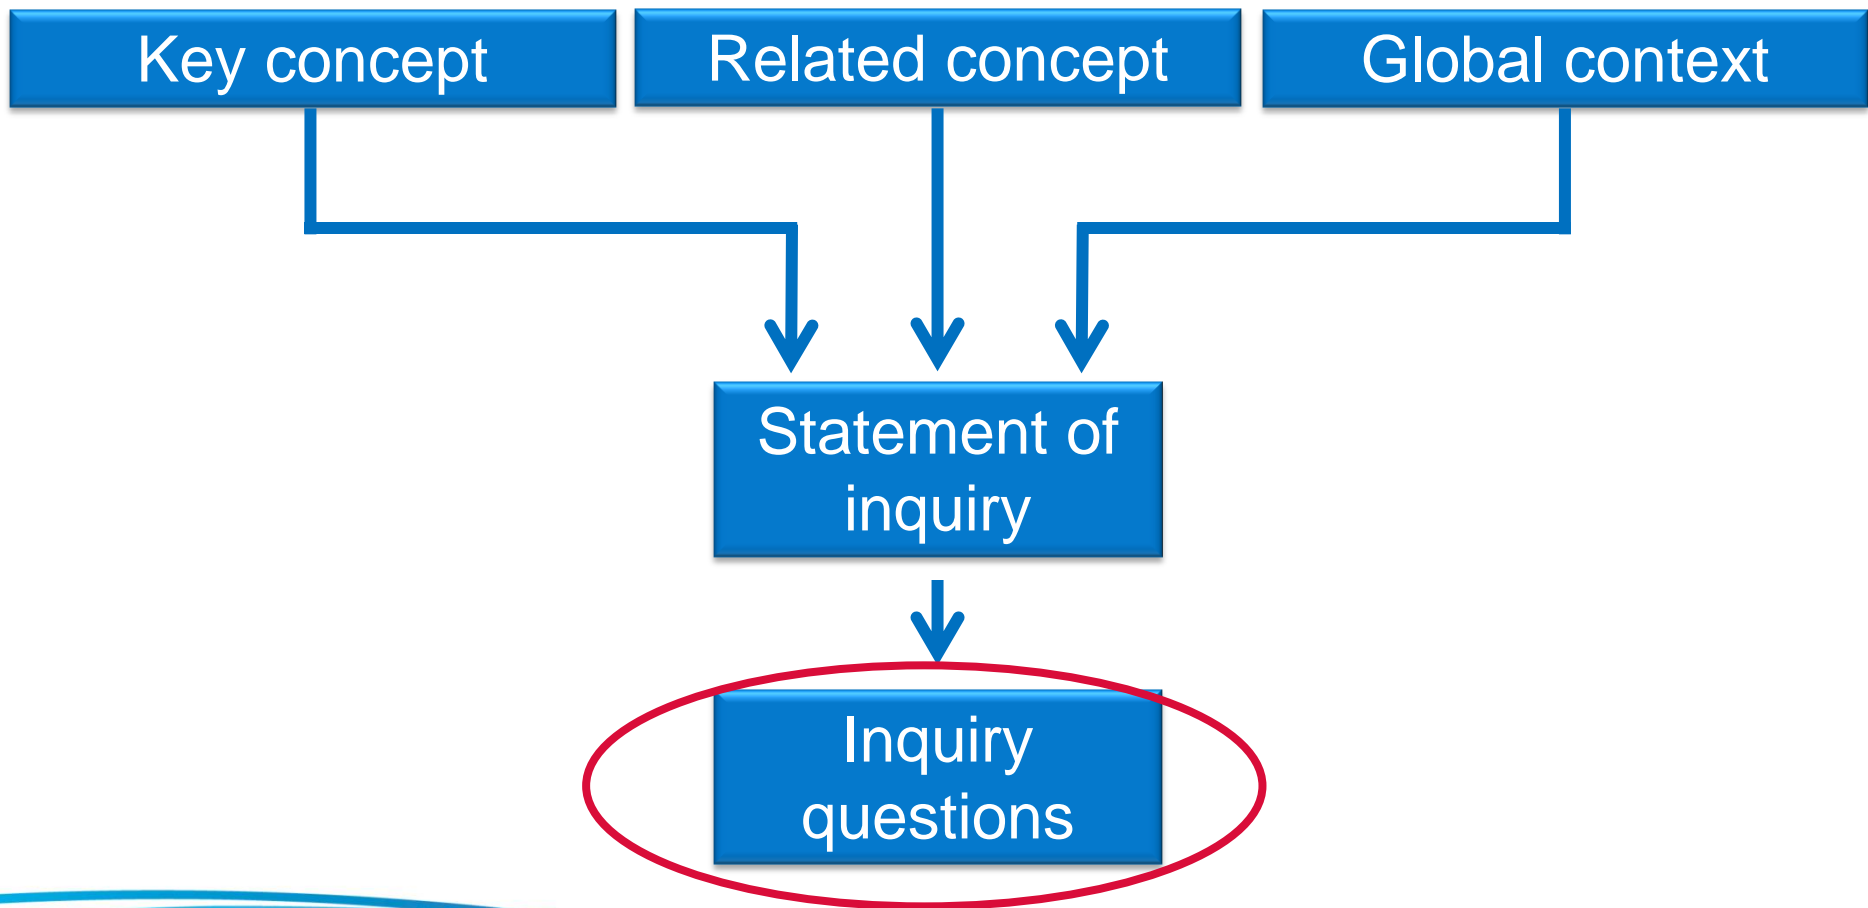 Key concept
Related concept
Global context
Statement of
inquiry
Inquiry
questions